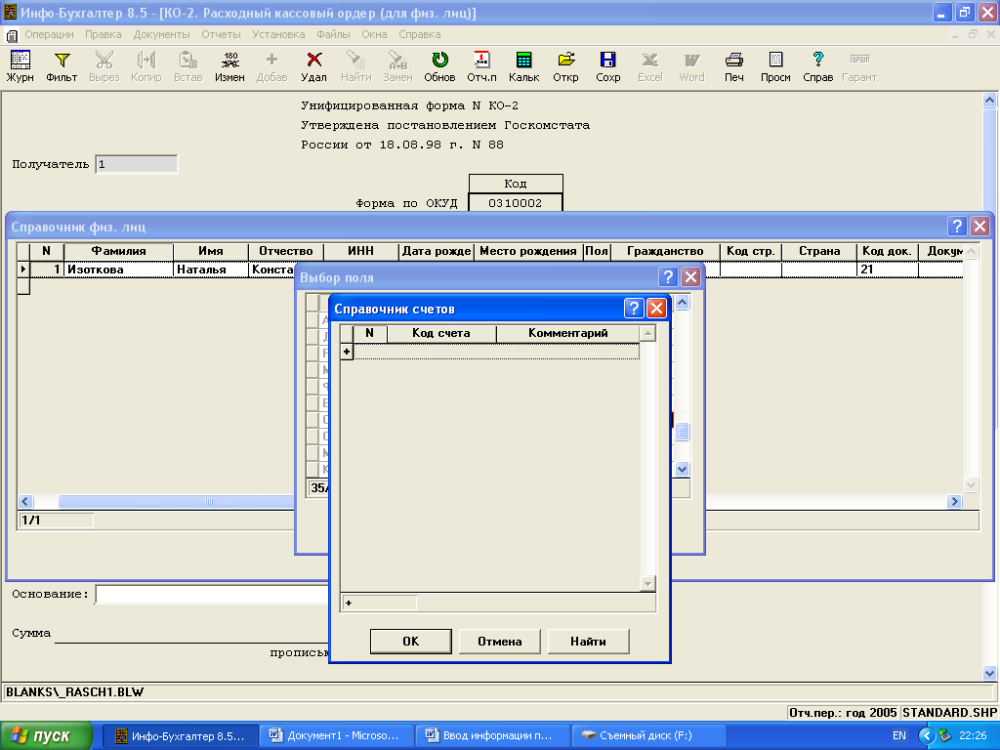 Инфо-Бухгалтер 8.5 - [КО-2. Расходный кассовый ордер (для физ. лиц)]
Операции Правка Документы Отчеты Установка Файлы Окна Справка
Журн Фильт Вырез Копир Встав Измен Добав Удал Найти Замен Обнов Отч.п Кальк Откр Сохр Excel Word Печ Просм Справ Гарант
Унифицированная форма N КО-2
Утверждена постановлением Госкомстата
России от 18.08.98 г. N 88
Получатель 1
Код
Форма по ОКУД 0310002
Справочник физ. лиц
N Фамилия Имя Отчество ИНН Дата рожде Место рождения Пол Гражданство Код стр. Страна Код док. Докум
1 Изоткова Наталья Конста 21
Выбор поля
Справочник счетов
N Код счета Комментарий
+
35/
1/1
+
Основание:
OK Отмена Найти
Сумма
прописы
BLANKS\_RASCH1.BLW
Отч.пер.: год 2005 STANDARD.SHP
пуск Инфо-Бухгалтер 8.5... Документ1 - Microso... Ввод информации п... Съемный диск (F:) EN 22:26